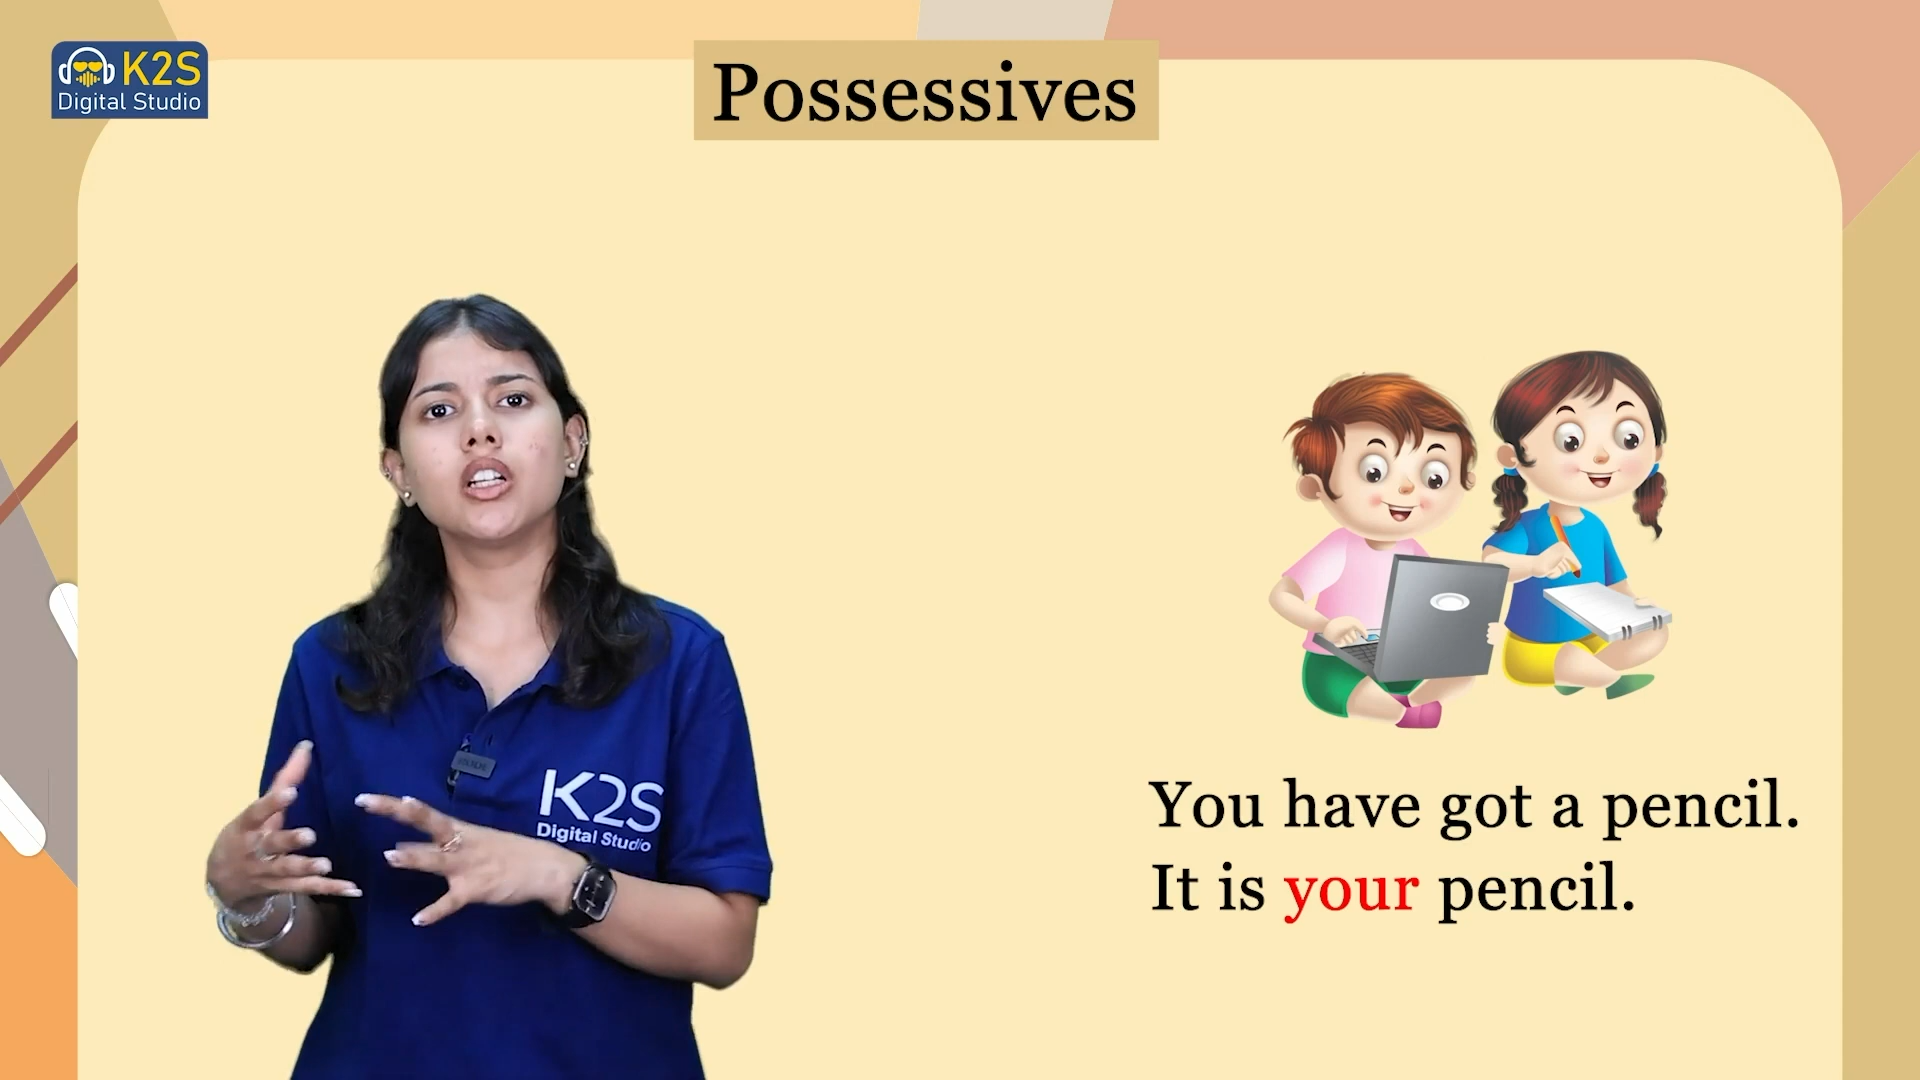 K2S
Digital Studio
Possessives
K2S
Digital Studio
You have got a pencil.
It is your pencil.